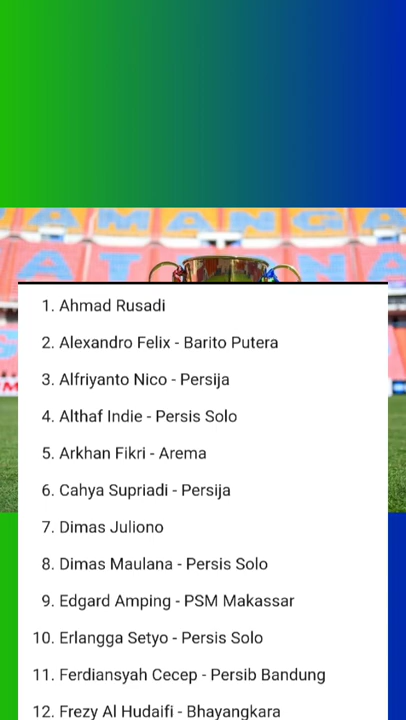 1. Ahmad Rusadi
2. Alexandro Felix - Barito Putera
3. Alfriyanto Nico - Persija
4. Althaf Indie - Persis Solo
5. Arkhan Fikri - Arema
6. Cahya Supriadi - Persija
7. Dimas Juliono
8. Dimas Maulana - Persis Solo
9. Edgard Amping - PSM Makassar
10. Erlangga Setyo - Persis Solo
11. Ferdiansyah Cecep - Persib Bandung
12. Frezy Al Hudaifi - Bhayangkara